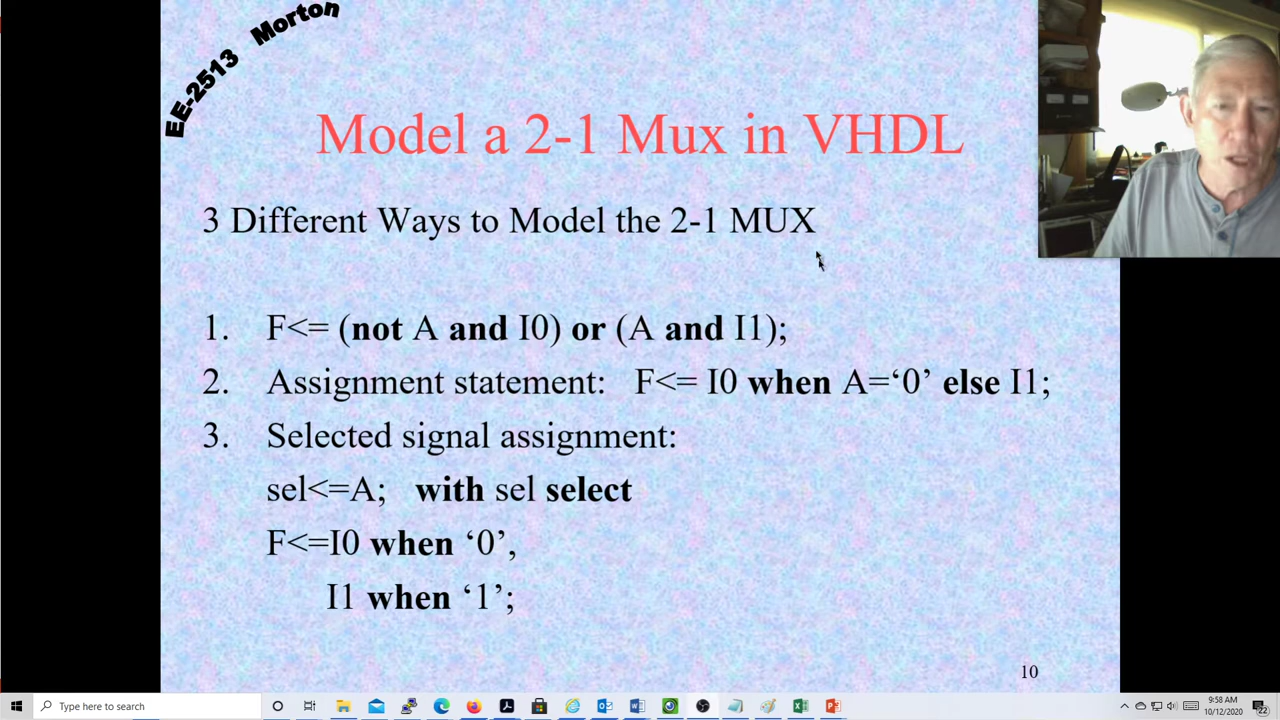 EE-2513 Morton
Model a 2-1 Mux in VHDL
3 Different Ways to Model the 2-1 MUX
1. F<= (not A and I0) or (A and I1);
2. Assignment statement: F<= I0 when A=‘0’ else I1;
3. Selected signal assignment:
sel<=A; with sel select
F<=I0 when ‘0’,
I1 when ‘1’;
10
Type here to search
9:58 AM
10/12/2020
22